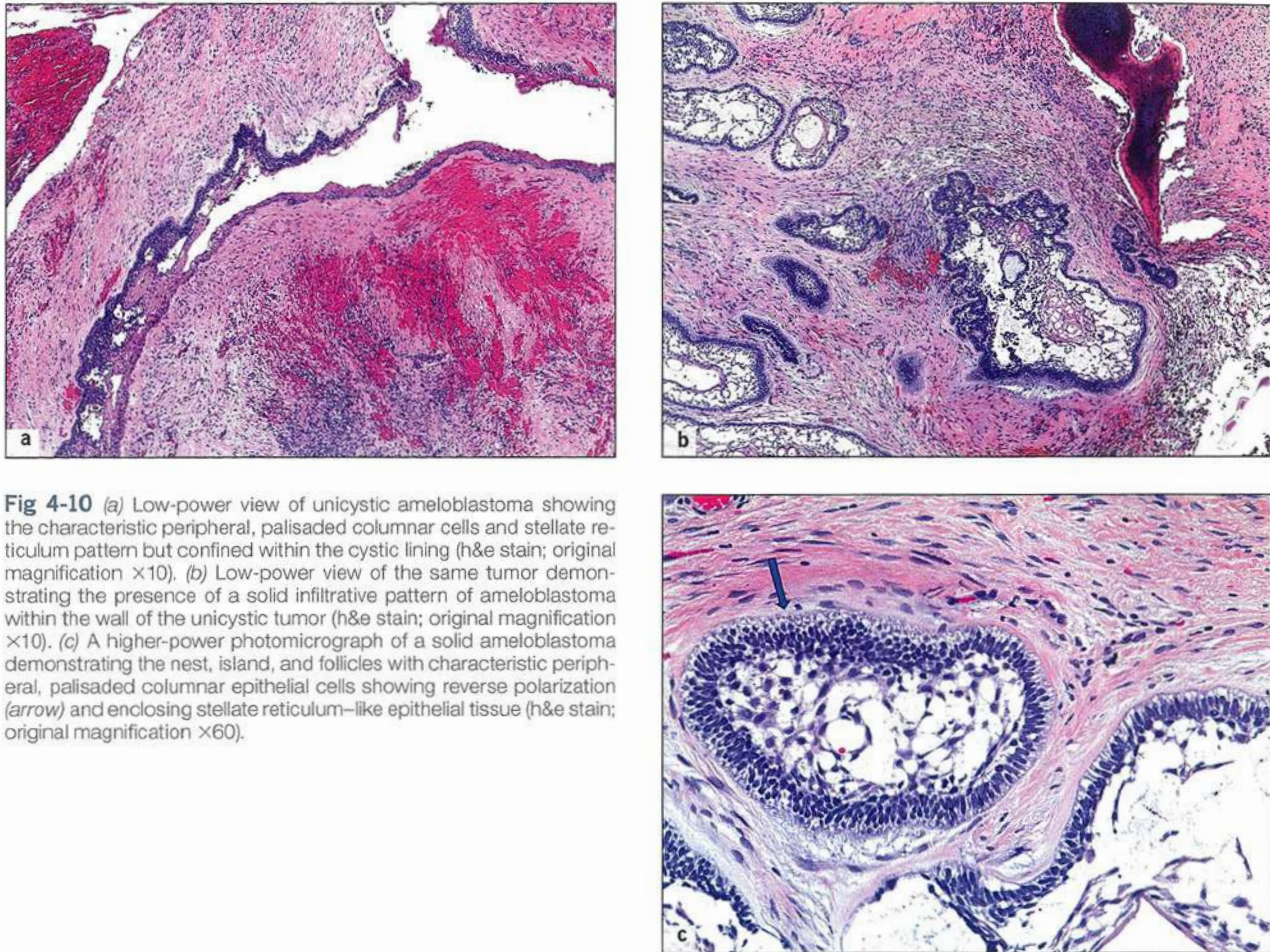 a
b
Fig 4-10 (a) Low-power view of unicystic ameloblastoma showing
the characteristic peripheral, palisaded columnar cells and stellate re-
ticulum pattern but confined within the cystic lining (h&e stain; original
magnification ×10). (b) Low-power view of the same tumor demon-
strating the presence of a solid infiltrative pattern of ameloblastoma
within the wall of the unicystic tumor (h&e stain; original magnification
×10). (c) A higher-power photomicrograph of a solid ameloblastoma
demonstrating the nest, island, and follicles with characteristic periph-
eral, palisaded columnar epithelial cells showing reverse polarization
(arrow) and enclosing stellate reticulum–like epithelial tissue (h&e stain;
original magnification ×60).
c